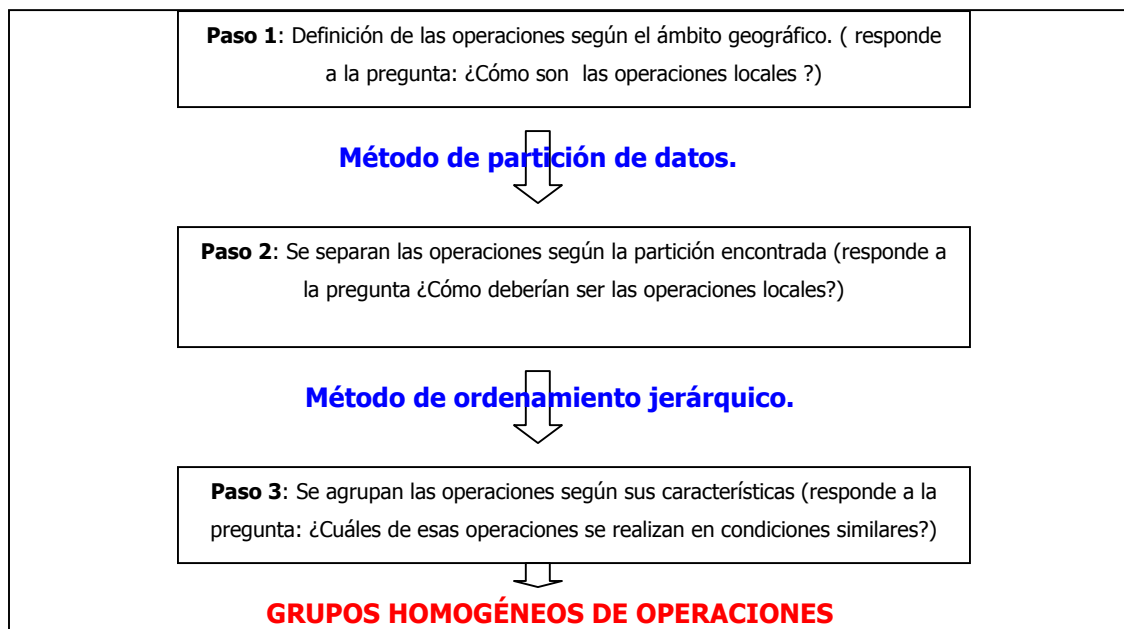 Paso 1: Definición de las operaciones según el ámbito geográfico. ( responde
a la pregunta: ¿Cómo son las operaciones locales ?)
Método de partición de datos.
Paso 2: Se separan las operaciones según la partición encontrada (responde a
la pregunta ¿Cómo deberían ser las operaciones locales?)
Método de ordenamiento jerárquico.
Paso 3: Se agrupan las operaciones según sus características (responde a la
pregunta: ¿Cuáles de esas operaciones se realizan en condiciones similares?)
GRUPOS HOMOGÉNEOS DE OPERACIONES